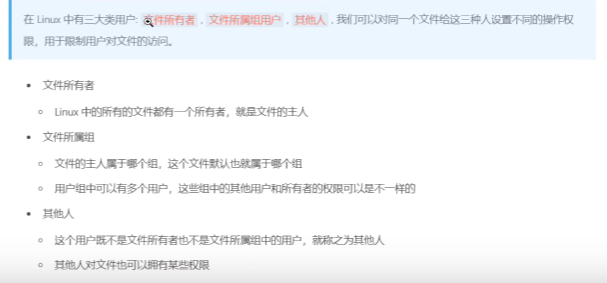 在 Linux 中有三大类用户: 文件所有者 , 文件所属组用户 , 其他人 , 我们可以对同一个文件给这三种人设置不同的操作权
限，用于限制用户对文件的访问。
文件所有者
Linux 中的所有的文件都有一个所有者，就是文件的主人
文件所属组
文件的主人属于哪个组，这个文件默认也就属于哪个组
用户组中可以有多个用户，这些组中的其他用户和所有者的权限可以是不一样的
其他人
这个用户既不是文件所有者也不是文件所属组中的用户，就称之为其他人
其他人对文件也可以拥有某些权限